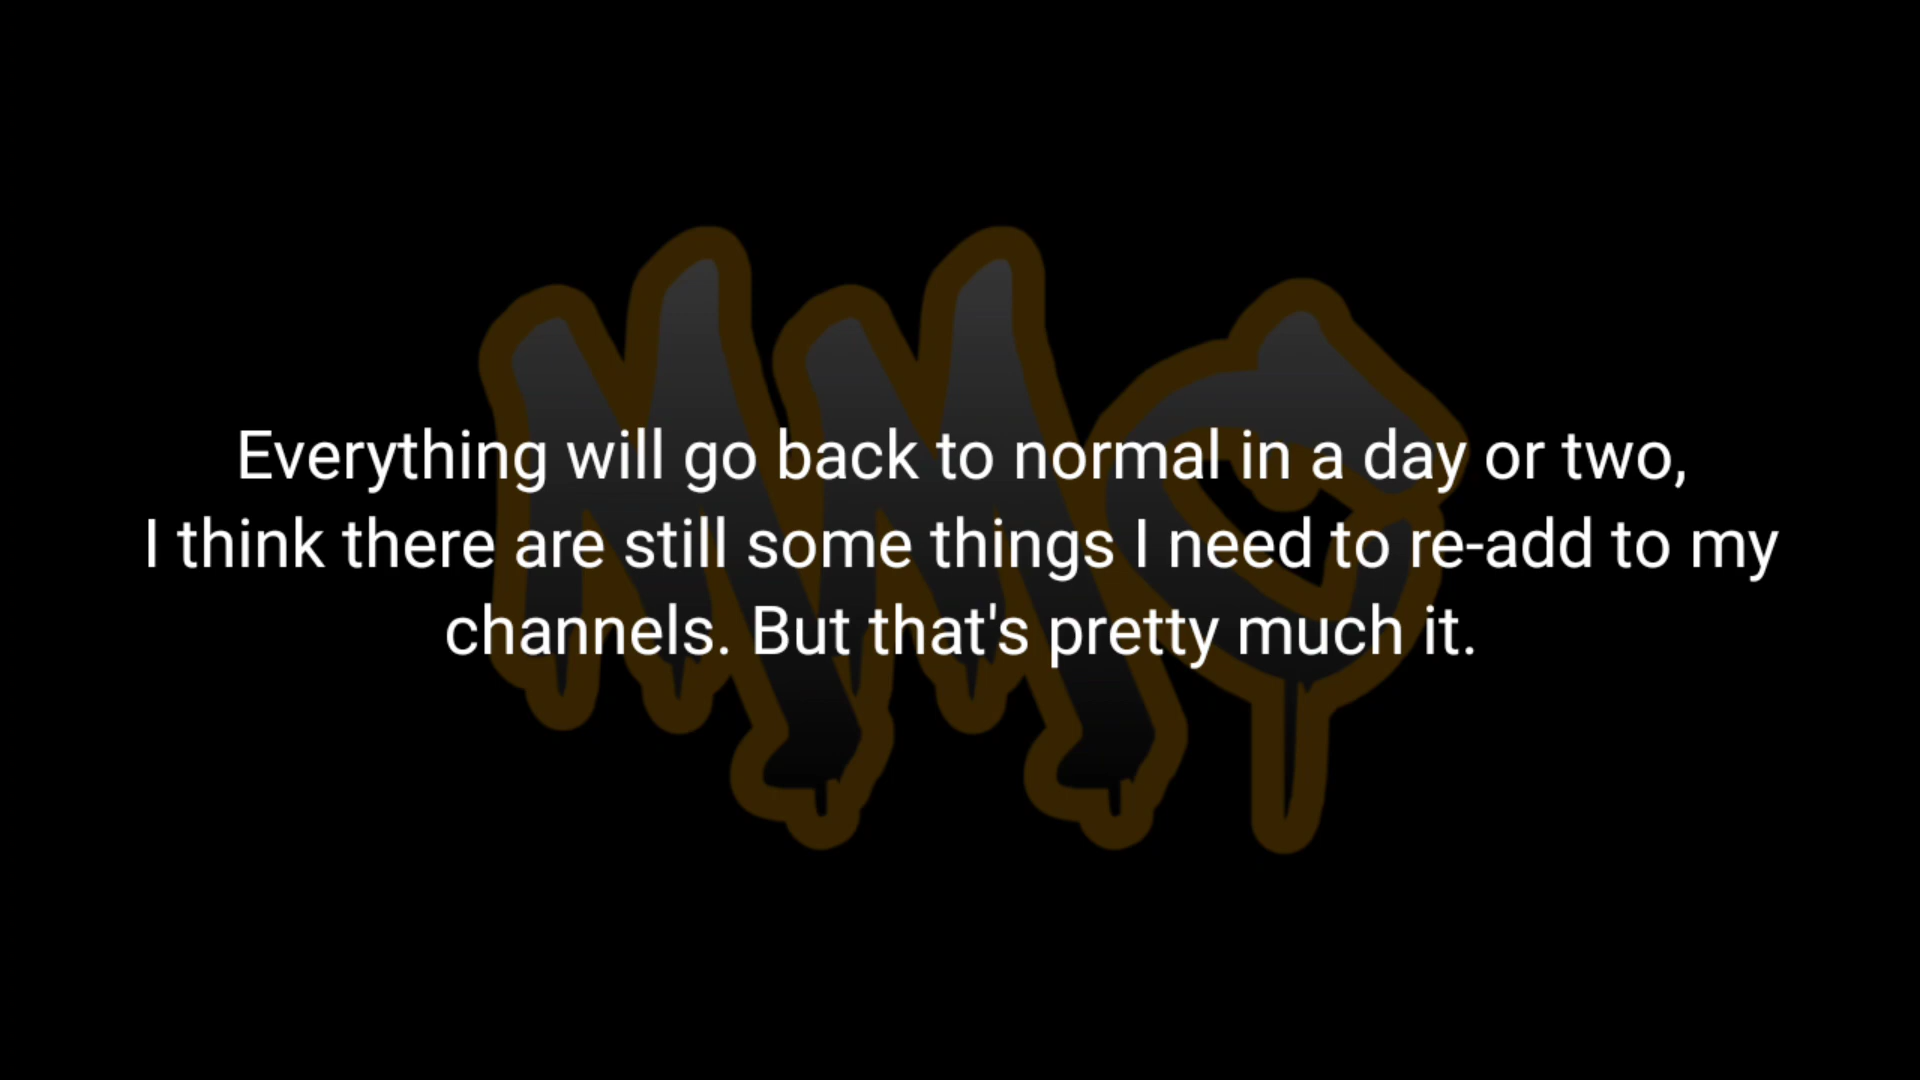 Everything will go back to normal in a day or two,
I think there are still some things I need to re-add to my
channels. But that's pretty much it.